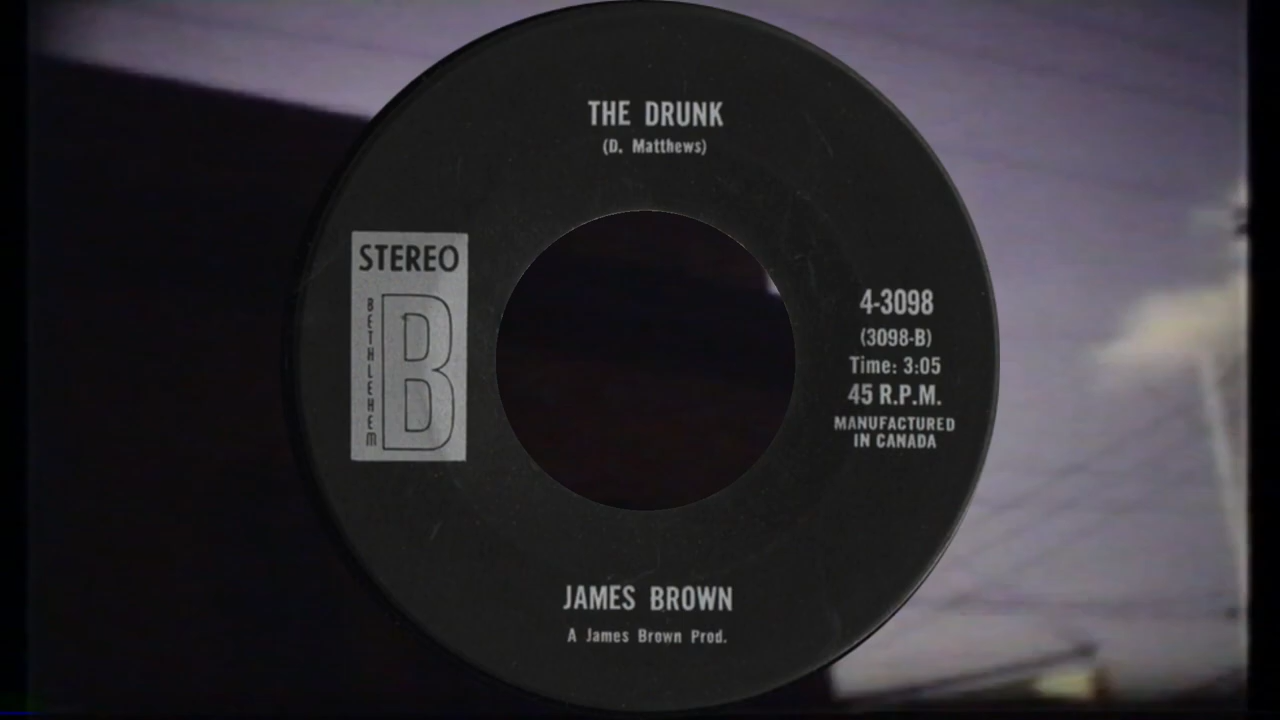 THE DRUNK
(D. Matthews)
STEREO
BETHLEHEM
B
4-3098
(3098-B)
Time: 3:05
45 R.P.M.
MANUFACTURED
IN CANADA
JAMES BROWN
A James Brown Prod.